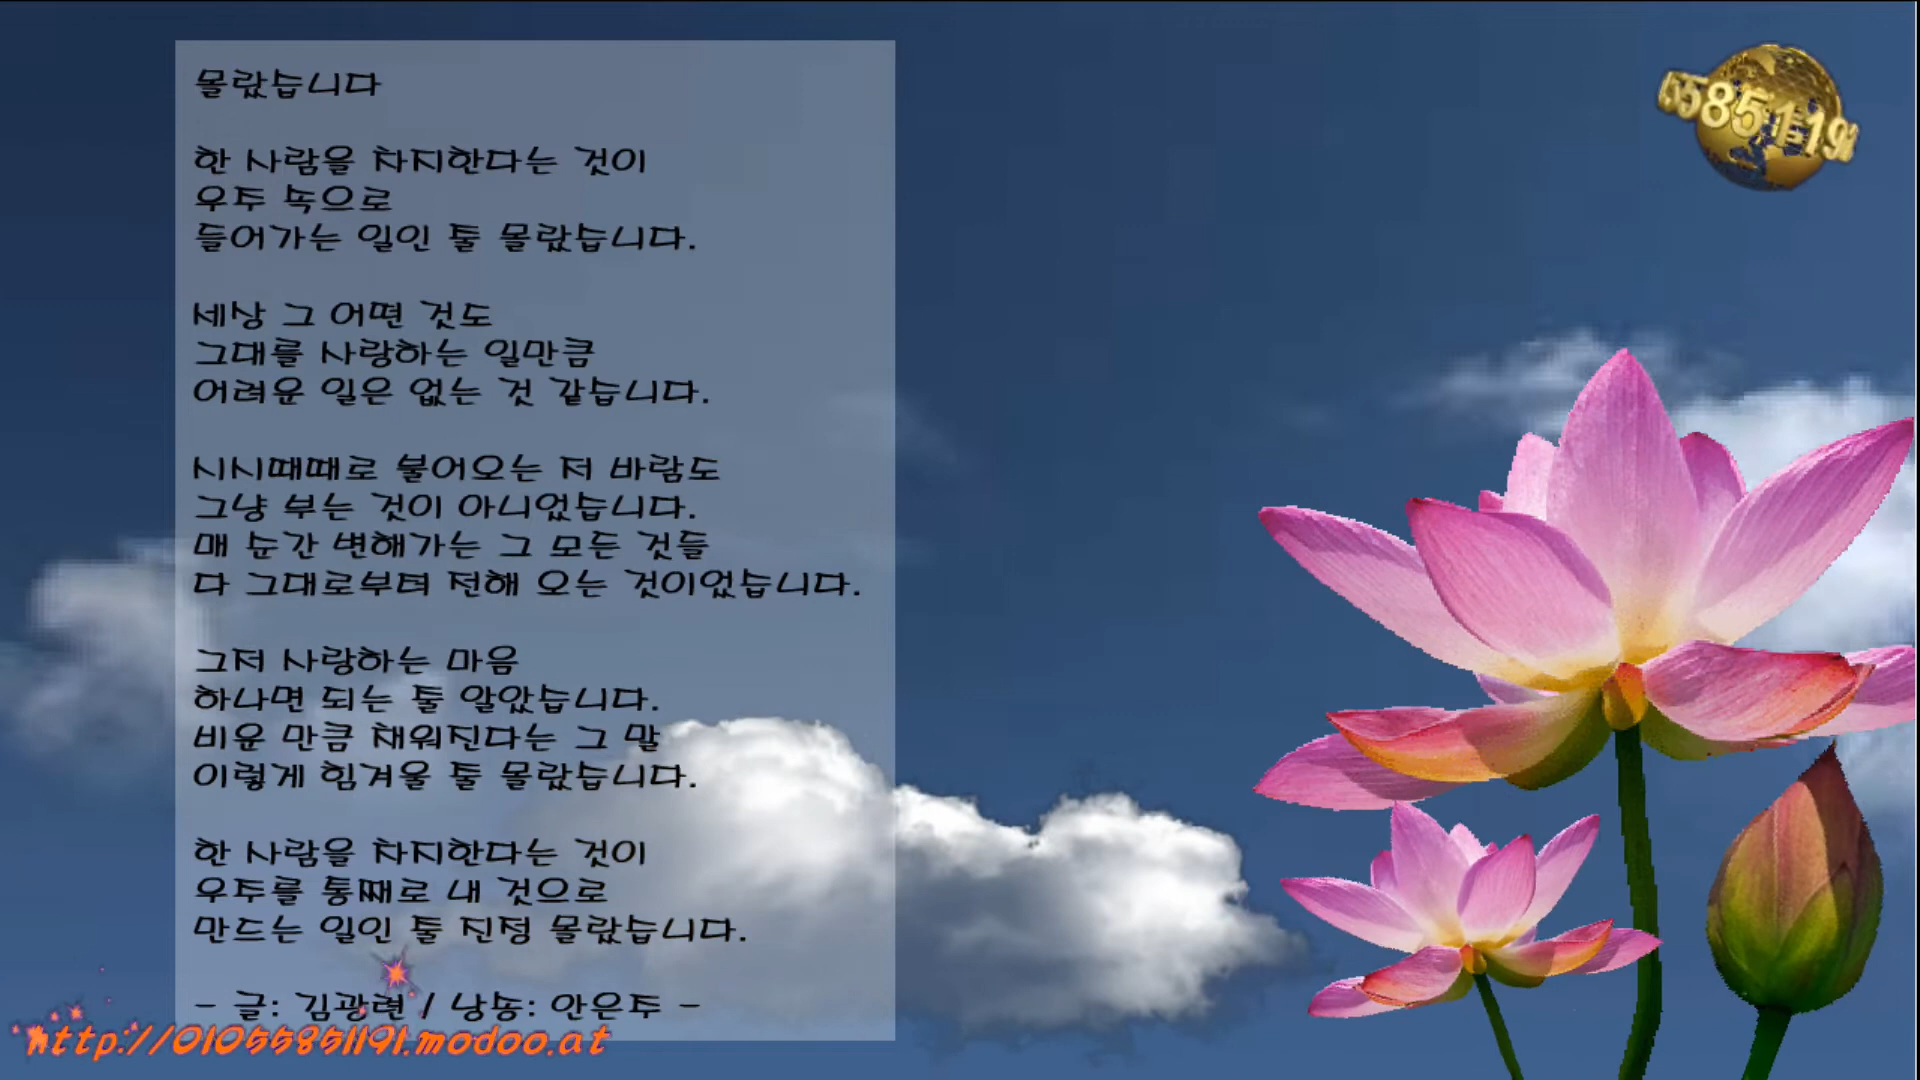 몰랐습니다
한 사람을 차지한다는 것이
우주 속으로
들어가는 일인 줄 몰랐습니다.
세상 그 어떤 것도
그대를 사랑하는 일만큼
어려운 일은 없는 것 같습니다.
시시때때로 불어오는 저 바람도
그냥 부는 것이 아니었습니다.
매 순간 변해가는 그 모든 것들
다 그대로부터 전해 오는 것이었습니다.
그저 사랑하는 마음
하나면 되는 줄 알았습니다.
비운 만큼 채워진다는 그 말
이렇게 힘겨울 줄 몰랐습니다.
한 사람을 차지한다는 것이
우주를 통째로 내 것으로
만드는 일인 줄 진정 몰랐습니다.
- 글: 김광련 / 낭송: 안은주 -
http://01055851191.modoo.at